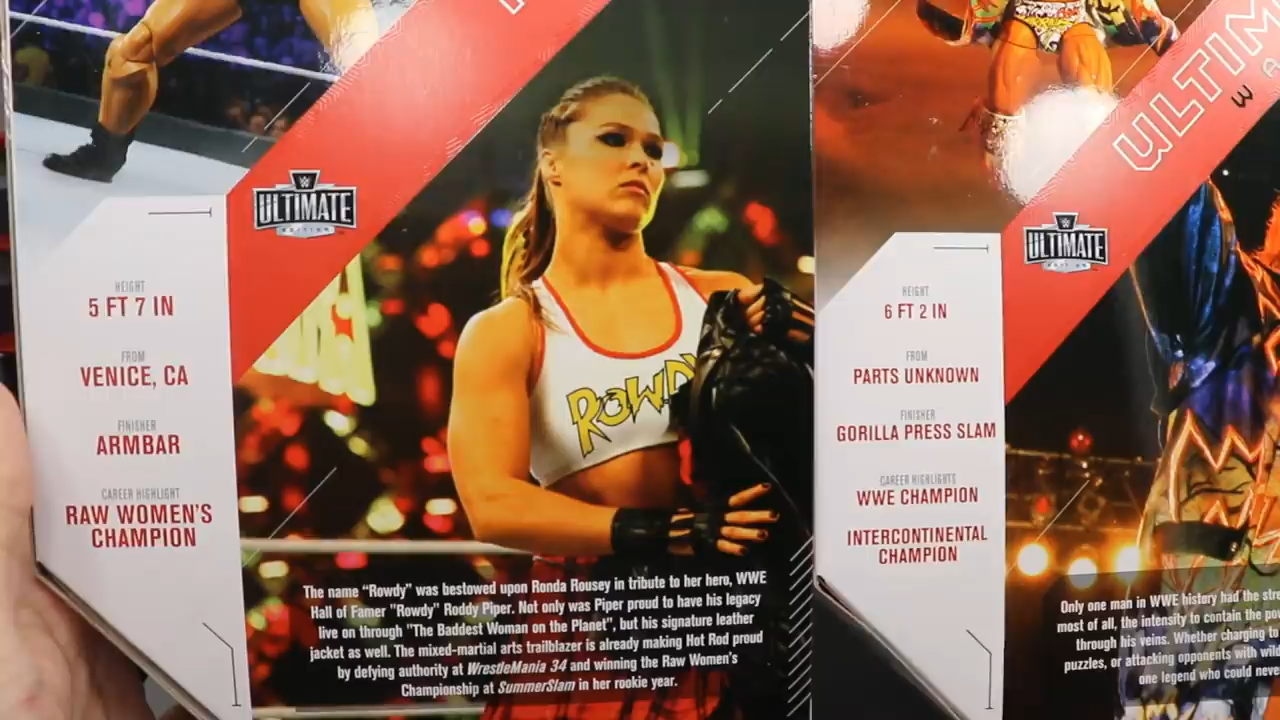 ULTIMATE
EDITION
HEIGHT
5 FT 7 IN
FROM
VENICE, CA
FINISHER
ARMBAR
CAREER HIGHLIGHT
RAW WOMEN'S
CHAMPION
ROWDY
The name “Rowdy” was bestowed upon Ronda Rousey in tribute to her hero, WWE
Hall of Famer "Rowdy" Roddy Piper. Not only was Piper proud to have his legacy
live on through "The Baddest Woman on the Planet", but his signature leather
jacket as well. The mixed-martial arts trailblazer is already making Hot Rod proud
by defying authority at WrestleMania 34 and winning the Raw Women's
Championship at SummerSlam in her rookie year.
ULTIM
W
ULTIMATE
EDITION
HEIGHT
6 FT 2 IN
FROM
PARTS UNKNOWN
FINISHER
GORILLA PRESS SLAM
CAREER HIGHLIGHTS
WWE CHAMPION
INTERCONTINENTAL
CHAMPION
Only one man in WWE history had the stre
most of all, the intensity to contain the po
through his veins. Whether charging to
puzzles, or attacking opponents with wild
one legend who could neve